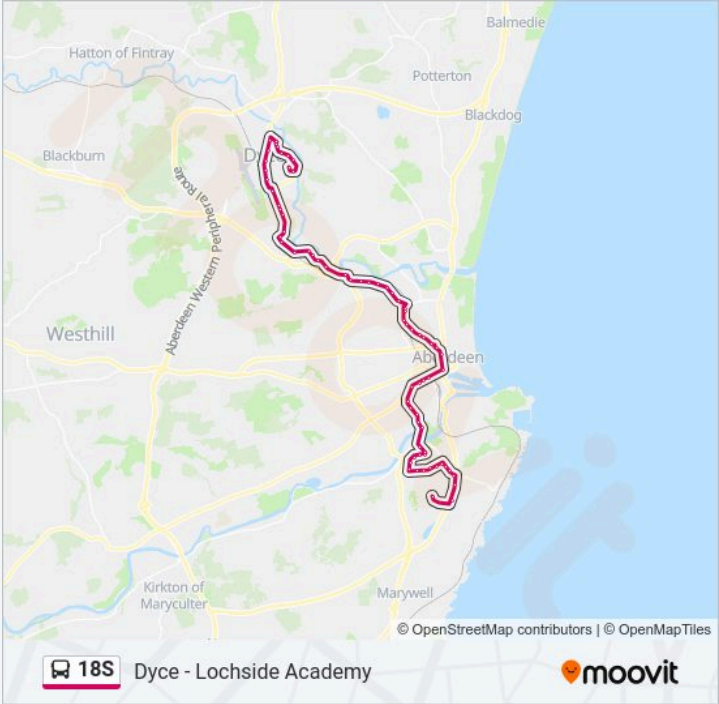 Balmedie
Hatton of Fintray
Potterton
Blackdog
Blackburn
Dyce
Aberdeen Western Peripheral Route
Westhill
Aberdeen
Kirkton of
Maryculter
Marywell
© OpenStreetMap contributors | © OpenMapTiles
18S Dyce - Lochside Academy
moovit